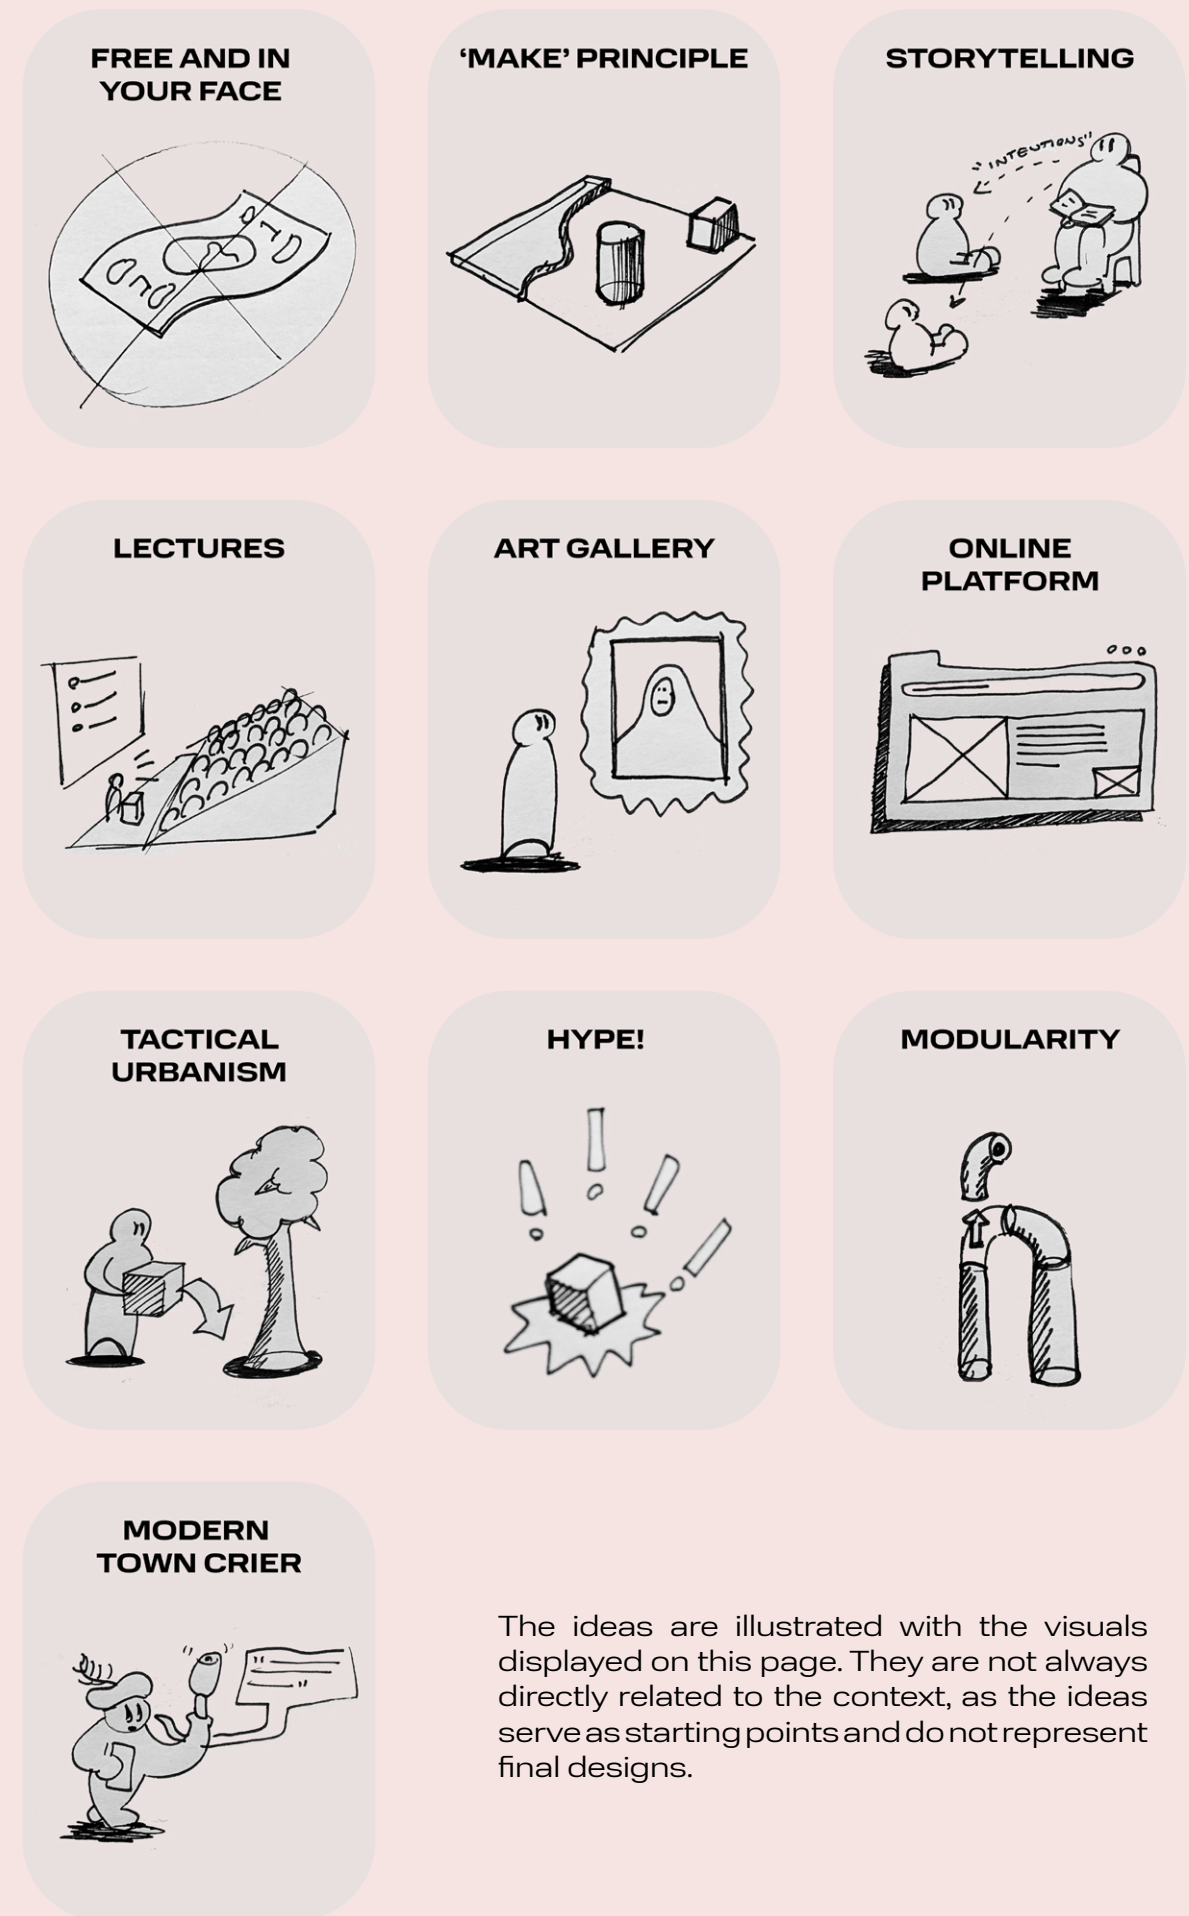 FREE AND IN
YOUR FACE
‘MAKE’ PRINCIPLE
STORYTELLING
"INTENTIONS"
LECTURES
ART GALLERY
ONLINE
PLATFORM
TACTICAL
URBANISM
HYPE!
MODULARITY
MODERN
TOWN CRIER
The ideas are illustrated with the visuals
displayed on this page. They are not always
directly related to the context, as the ideas
serve as starting points and do not represent
final designs.